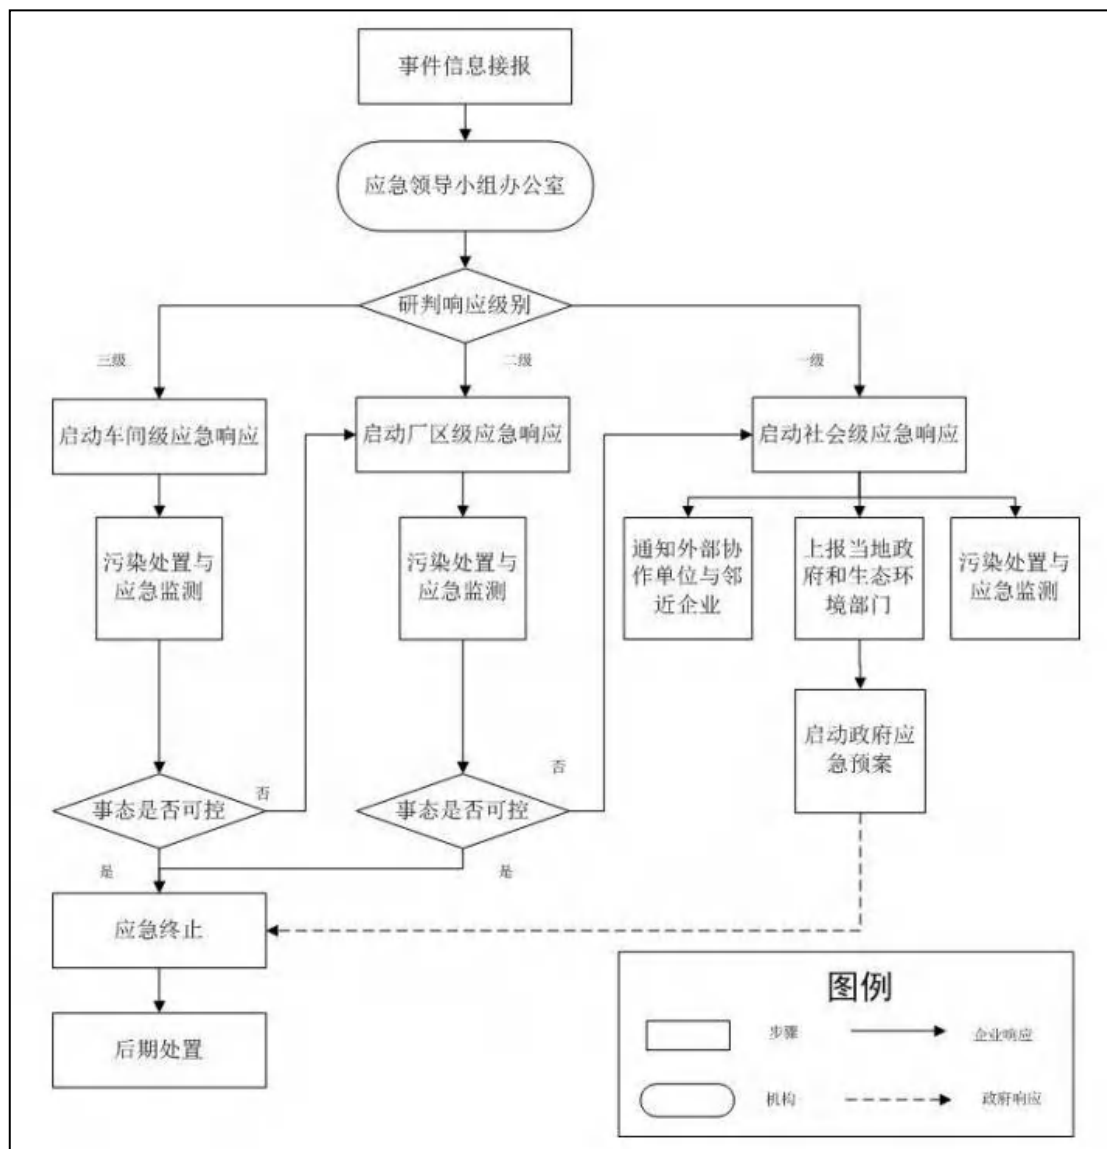 事件信息接报
应急领导小组办公室
研判响应级别
三级
二级
一级
启动车间级应急响应
启动厂区级应急响应
启动社会级应急响应
污染处置与
应急监测
污染处置与
应急监测
通知外部协
作单位与邻
近企业
上报当地政
府和生态环
境部门
污染处置与
应急监测
启动政府应
急预案
事态是否可控
否
事态是否可控
否
是
是
应急终止
后期处置
图例
步骤
企业响应
机构
政府响应